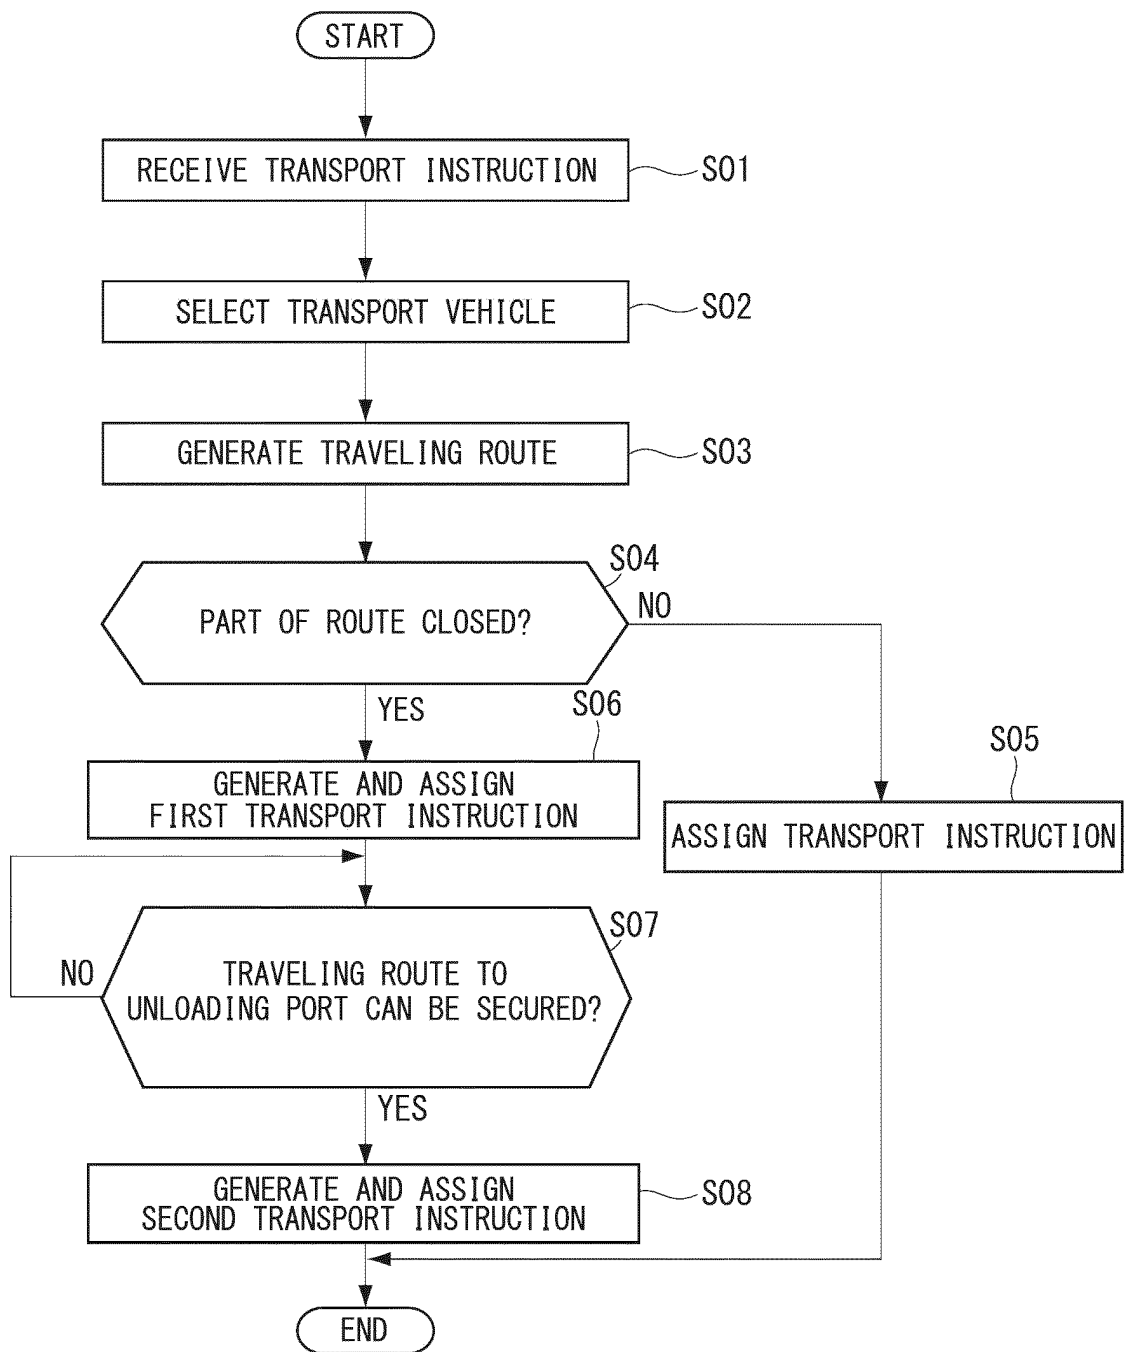 START
RECEIVE TRANSPORT INSTRUCTION
S01
SELECT TRANSPORT VEHICLE
S02
GENERATE TRAVELING ROUTE
S03
S04
PART OF ROUTE CLOSED?
NO
YES
S06
GENERATE AND ASSIGN
FIRST TRANSPORT INSTRUCTION
S05
ASSIGN TRANSPORT INSTRUCTION
S07
TRAVELING ROUTE TO
UNLOADING PORT CAN BE SECURED?
NO
YES
GENERATE AND ASSIGN
SECOND TRANSPORT INSTRUCTION
S08
END